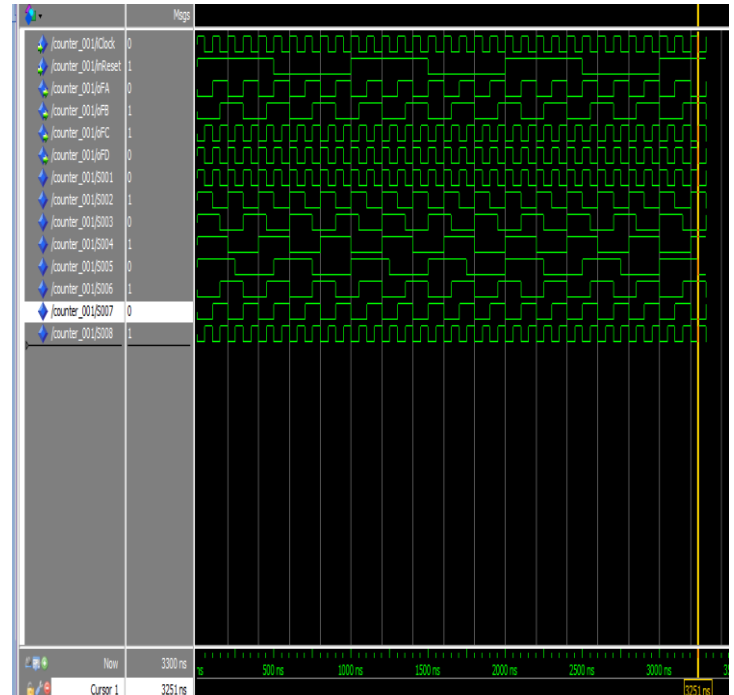 Msgs
/counter_001/iClock 0
/counter_001/inReset 1
/counter_001/oFA 0
/counter_001/oFB 1
/counter_001/oFC 1
/counter_001/oFD 0
/counter_001/S001 0
/counter_001/S002 1
/counter_001/S003 0
/counter_001/S004 1
/counter_001/S005 0
/counter_001/S006 1
/counter_001/S007 0
/counter_001/S008 1
Now 3300 ns ns 500 ns 1000 ns 1500 ns 2000 ns 2500 ns 3000 ns
Cursor 1 3251 ns 3251 ns